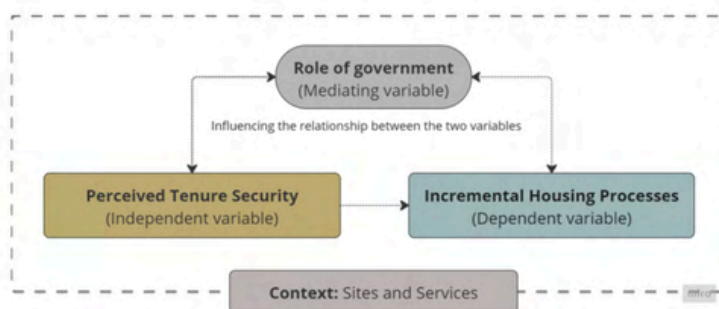 Role of government
(Mediating variable)
Influencing the relationship between the two variables
Perceived Tenure Security
(Independent variable)
Incremental Housing Processes
(Dependent variable)
Context: Sites and Services
miro